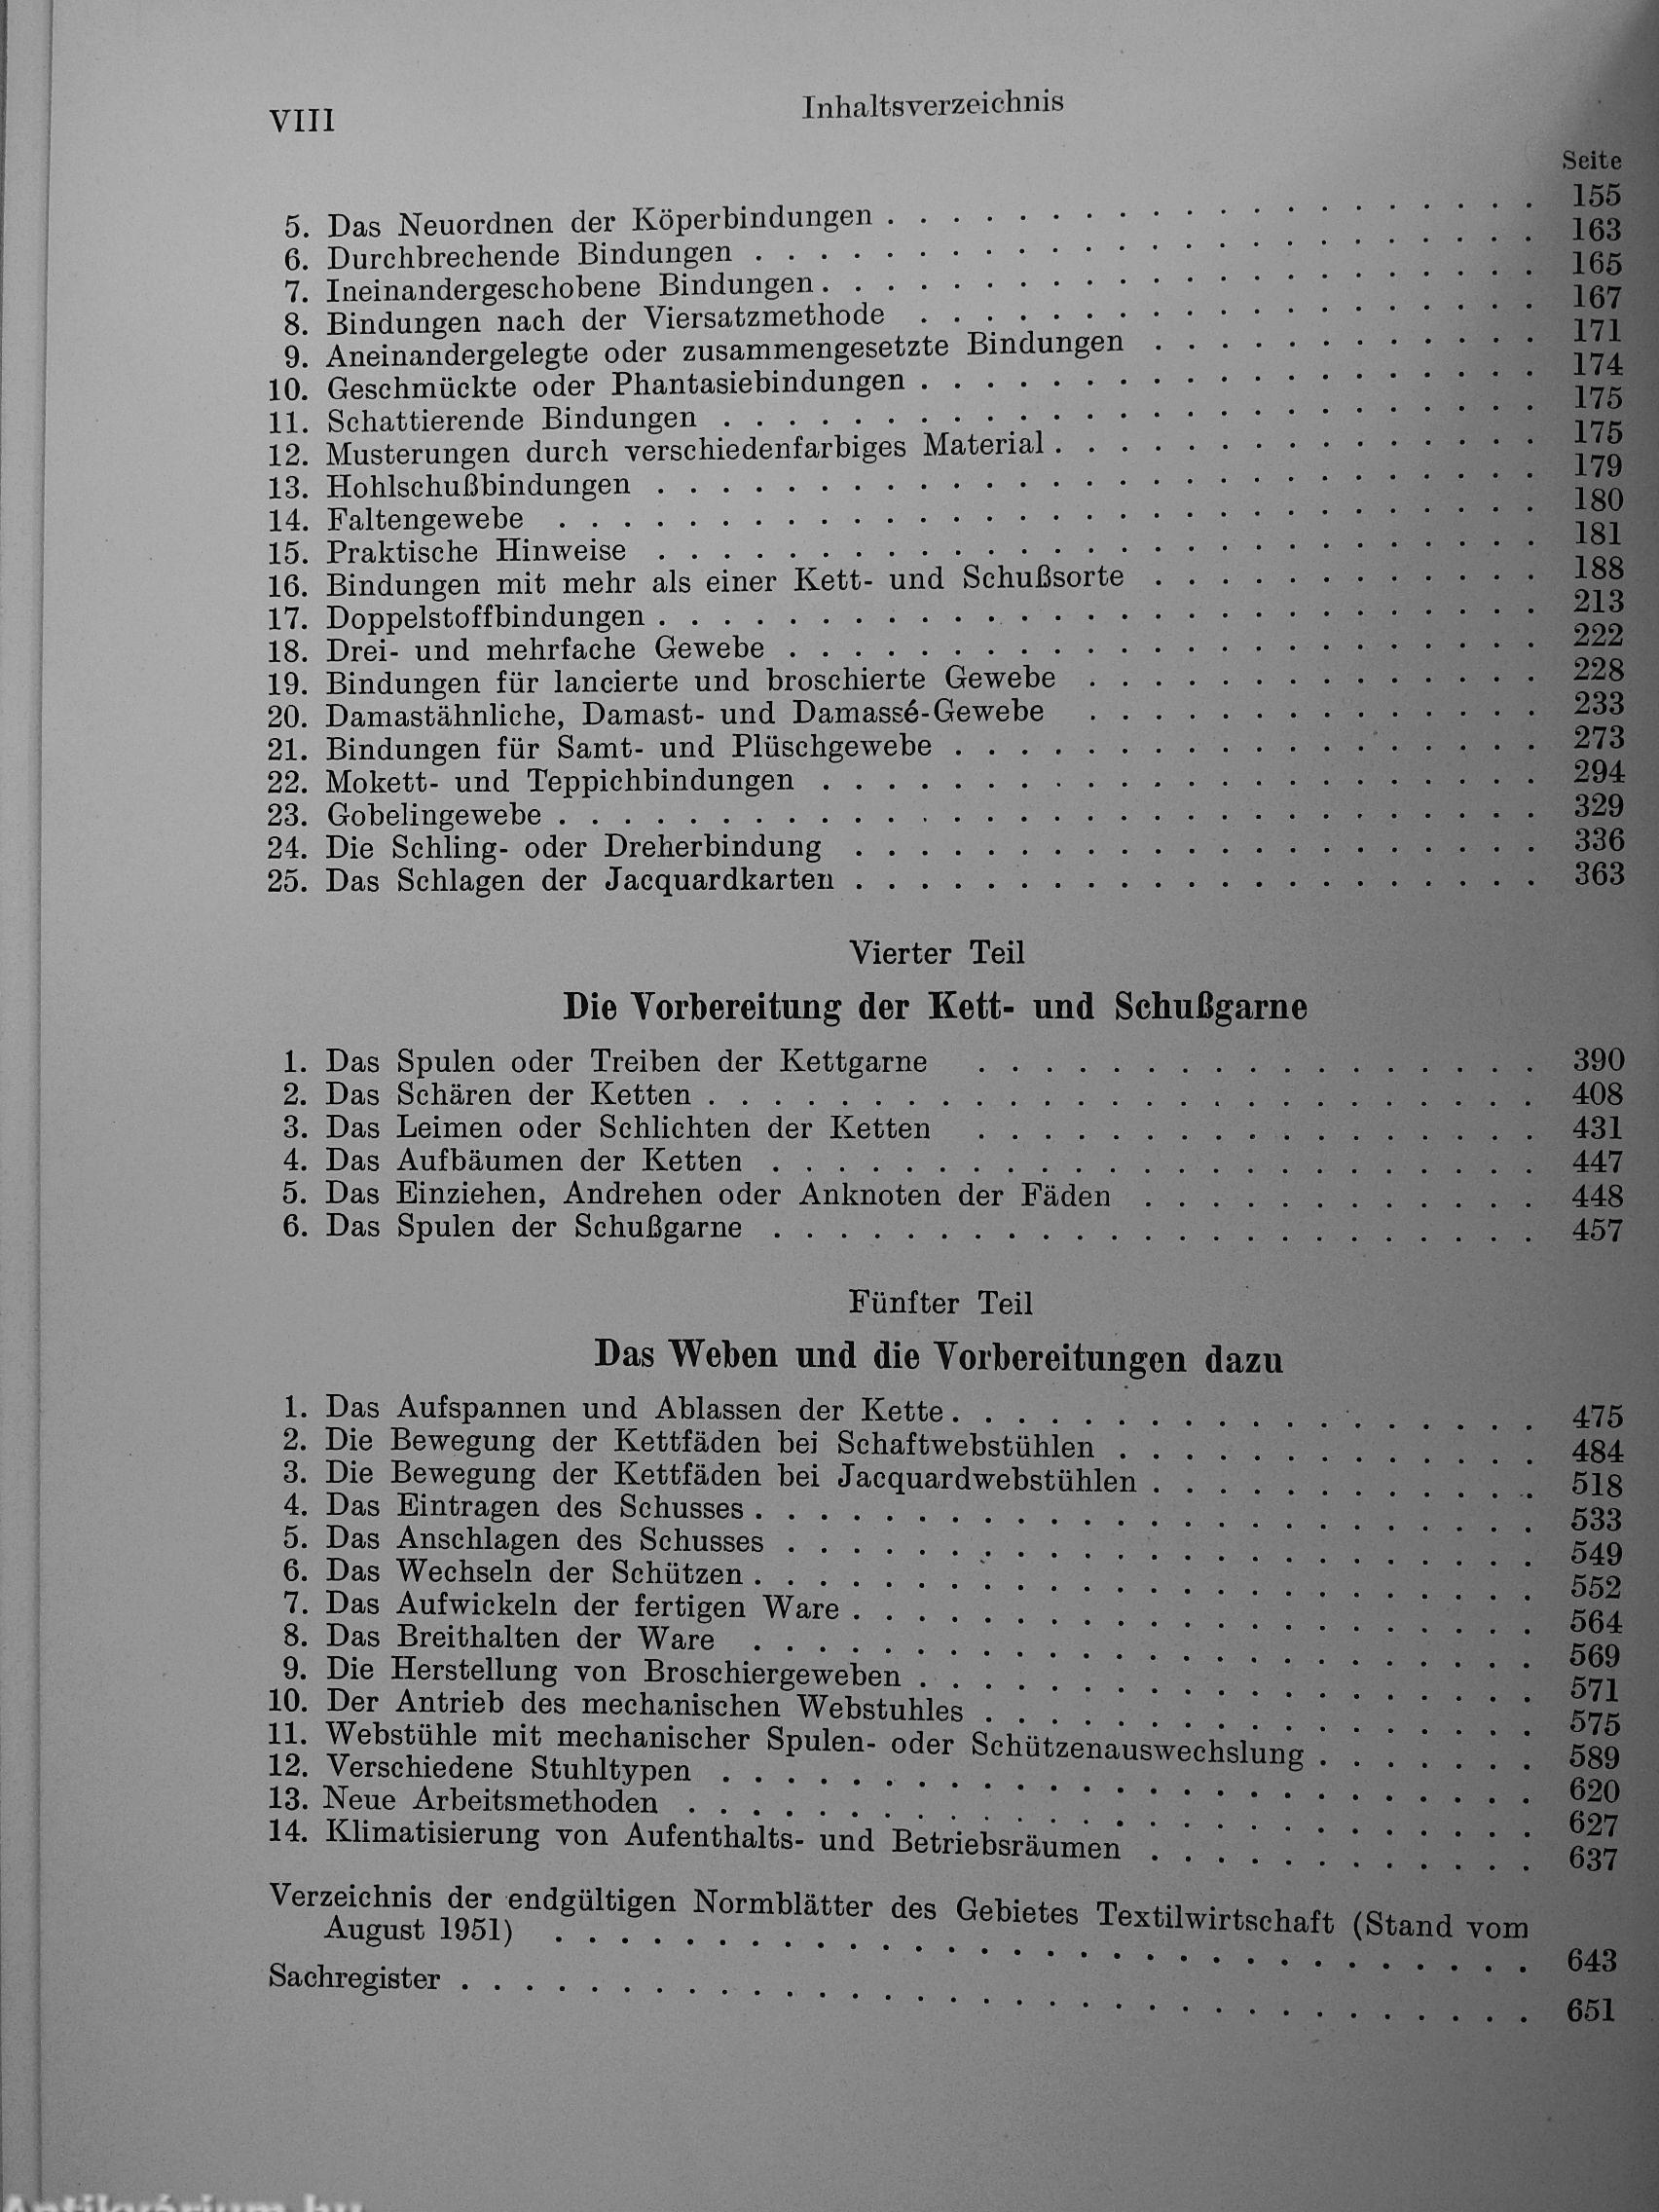 VIII Inhaltsverzeichnis
Seite
5. Das Neuordnen der Köperbindungen . . . . . . . . . . . . . . . . . . . . 155
6. Durchbrechende Bindungen . . . . . . . . . . . . . . . . . . . . . . . . 163
7. Ineinandergeschobene Bindungen . . . . . . . . . . . . . . . . . . . . . . 165
8. Bindungen nach der Viersatzmethode . . . . . . . . . . . . . . . . . . . 167
9. Aneinandergelegte oder zusammengesetzte Bindungen . . . . . . . . . . . . 171
10. Geschmückte oder Phantasiebindungen . . . . . . . . . . . . . . . . . . . 174
11. Schattierende Bindungen . . . . . . . . . . . . . . . . . . . . . . . . . 175
12. Musterungen durch verschiedenfarbiges Material . . . . . . . . . . . . . . . 175
13. Hohlschußbindungen . . . . . . . . . . . . . . . . . . . . . . . . . . . 179
14. Faltengewebe . . . . . . . . . . . . . . . . . . . . . . . . . . . . . . 180
15. Praktische Hinweise . . . . . . . . . . . . . . . . . . . . . . . . . . . 181
16. Bindungen mit mehr als einer Kett- und Schußsorte . . . . . . . . . . . . 188
17. Doppelstoffbindungen . . . . . . . . . . . . . . . . . . . . . . . . . . . 213
18. Drei- und mehrfache Gewebe . . . . . . . . . . . . . . . . . . . . . . . 222
19. Bindungen für lancierte und broschierte Gewebe . . . . . . . . . . . . . . 228
20. Damastähnliche, Damast- und Damassé-Gewebe . . . . . . . . . . . . . . 233
21. Bindungen für Samt- und Plüschgewebe . . . . . . . . . . . . . . . . . . 273
22. Mokett- und Teppichbindungen . . . . . . . . . . . . . . . . . . . . . . 294
23. Gobelingewebe . . . . . . . . . . . . . . . . . . . . . . . . . . . . . . 329
24. Die Schling- oder Dreherbindung . . . . . . . . . . . . . . . . . . . . . 336
25. Das Schlagen der Jacquardkarten . . . . . . . . . . . . . . . . . . . . . 363
Vierter Teil
Die Vorbereitung der Kett- und Schußgarne
1. Das Spulen oder Treiben der Kettgarne . . . . . . . . . . . . . . . . . . 390
2. Das Schären der Ketten . . . . . . . . . . . . . . . . . . . . . . . . . . 408
3. Das Leimen oder Schlichten der Ketten . . . . . . . . . . . . . . . . . . 431
4. Das Aufbäumen der Ketten . . . . . . . . . . . . . . . . . . . . . . . . 447
5. Das Einziehen, Andrehen oder Anknoten der Fäden . . . . . . . . . . . . 448
6. Das Spulen der Schußgarne . . . . . . . . . . . . . . . . . . . . . . . . 457
Fünfter Teil
Das Weben und die Vorbereitungen dazu
1. Das Aufspannen und Ablassen der Kette . . . . . . . . . . . . . . . . . . 475
2. Die Bewegung der Kettfäden bei Schaftwebstühlen . . . . . . . . . . . . . 484
3. Die Bewegung der Kettfäden bei Jacquardwebstühlen . . . . . . . . . . . . 518
4. Das Eintragen des Schusses . . . . . . . . . . . . . . . . . . . . . . . . 533
5. Das Anschlagen des Schusses . . . . . . . . . . . . . . . . . . . . . . . 549
6. Das Wechseln der Schützen . . . . . . . . . . . . . . . . . . . . . . . . 552
7. Das Aufwickeln der fertigen Ware . . . . . . . . . . . . . . . . . . . . . 564
8. Das Breithalten der Ware . . . . . . . . . . . . . . . . . . . . . . . . 569
9. Die Herstellung von Broschiergeweben . . . . . . . . . . . . . . . . . . . 571
10. Der Antrieb des mechanischen Webstuhles . . . . . . . . . . . . . . . . . 575
11. Webstühle mit mechanischer Spulen- oder Schützenauswechslung . . . . . . . 589
12. Verschiedene Stuhltypen . . . . . . . . . . . . . . . . . . . . . . . . . 620
13. Neue Arbeitsmethoden . . . . . . . . . . . . . . . . . . . . . . . . . . 627
14. Klimatisierung von Aufenthalts- und Betriebsräumen . . . . . . . . . . . . 637
Verzeichnis der endgültigen Normblätter des Gebietes Textilwirtschaft (Stand vom
August 1951) . . . . . . . . . . . . . . . . . . . . . . . . . . . . . . 643
Sachregister . . . . . . . . . . . . . . . . . . . . . . . . . . . . . . . . . 651
Antikvárium.hu